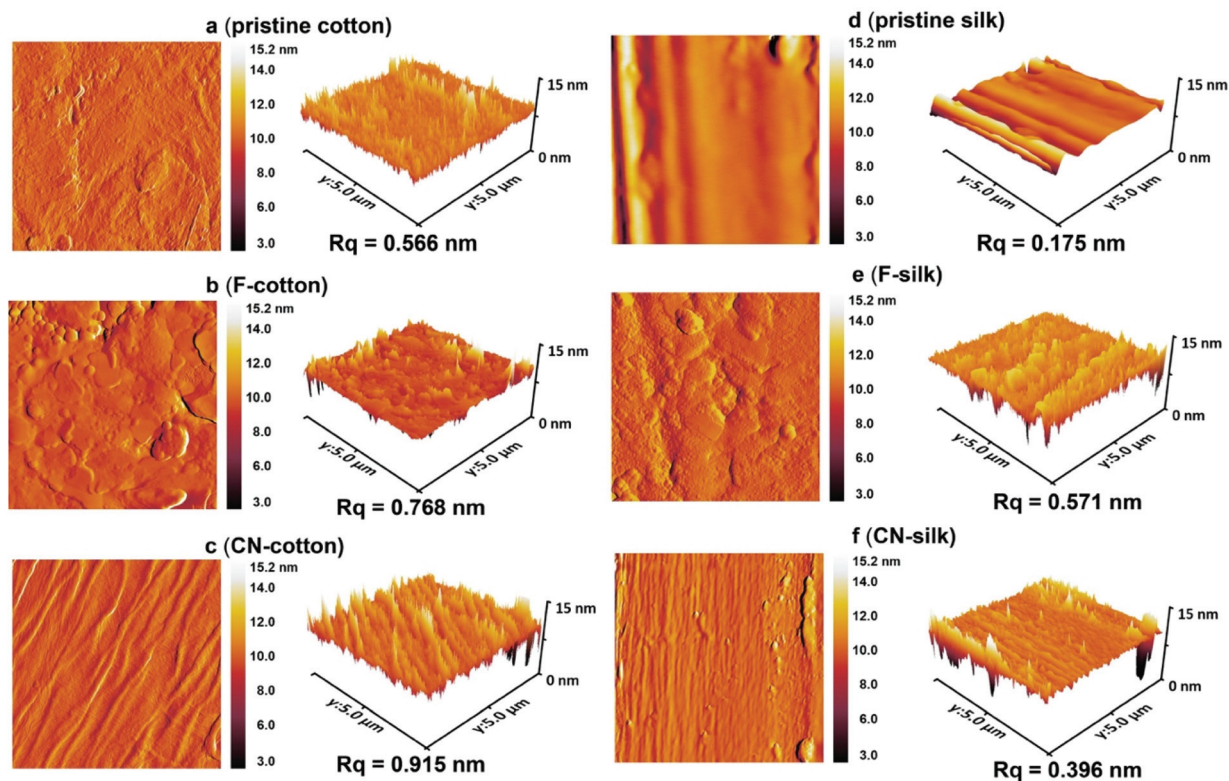 a (pristine cotton)
15.2 nm
14.0
12.0
10.0
8.0
6.0
3.0
15 nm
0 nm
y:5.0 µm
y:5.0 µm
Rq = 0.566 nm
d (pristine silk)
15.2 nm
14.0
12.0
10.0
8.0
6.0
3.0
15 nm
0 nm
y:5.0 µm
y:5.0 µm
Rq = 0.175 nm
b (F-cotton)
15.2 nm
14.0
12.0
10.0
8.0
6.0
3.0
15 nm
0 nm
y:5.0 µm
y:5.0 µm
Rq = 0.768 nm
e (F-silk)
15.2 nm
14.0
12.0
10.0
8.0
6.0
3.0
15 nm
0 nm
y:5.0 µm
y:5.0 µm
Rq = 0.571 nm
c (CN-cotton)
15.2 nm
14.0
12.0
10.0
8.0
6.0
3.0
15 nm
0 nm
y:5.0 µm
y:5.0 µm
Rq = 0.915 nm
f (CN-silk)
15.2 nm
14.0
12.0
10.0
8.0
6.0
3.0
15 nm
0 nm
y:5.0 µm
y:5.0 µm
Rq = 0.396 nm